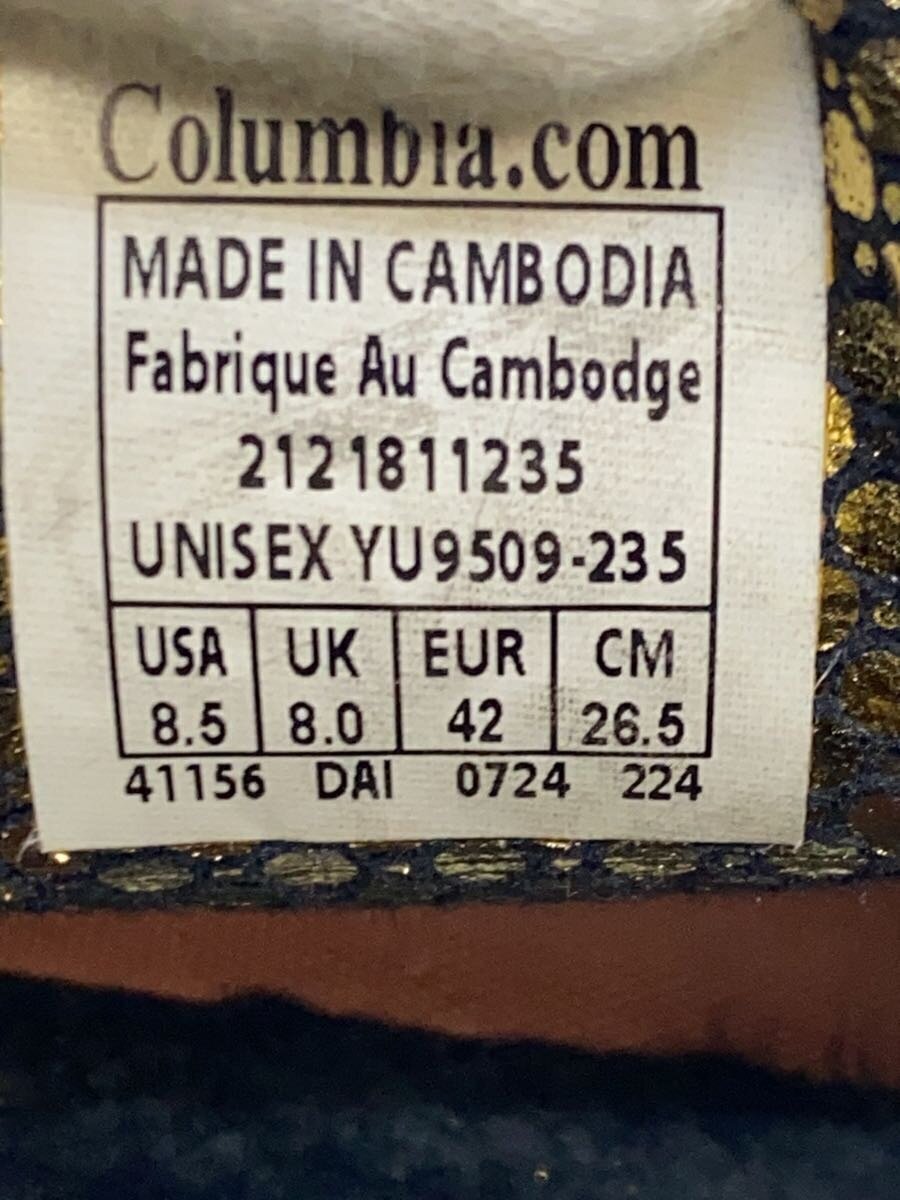 Columbia.com
MADE IN CAMBODIA
Fabrique Au Cambodge
2121811235
UNISEX YU9509-235
USA UK EUR CM
8.5 8.0 42 26.5
41156 DAI 0724 224